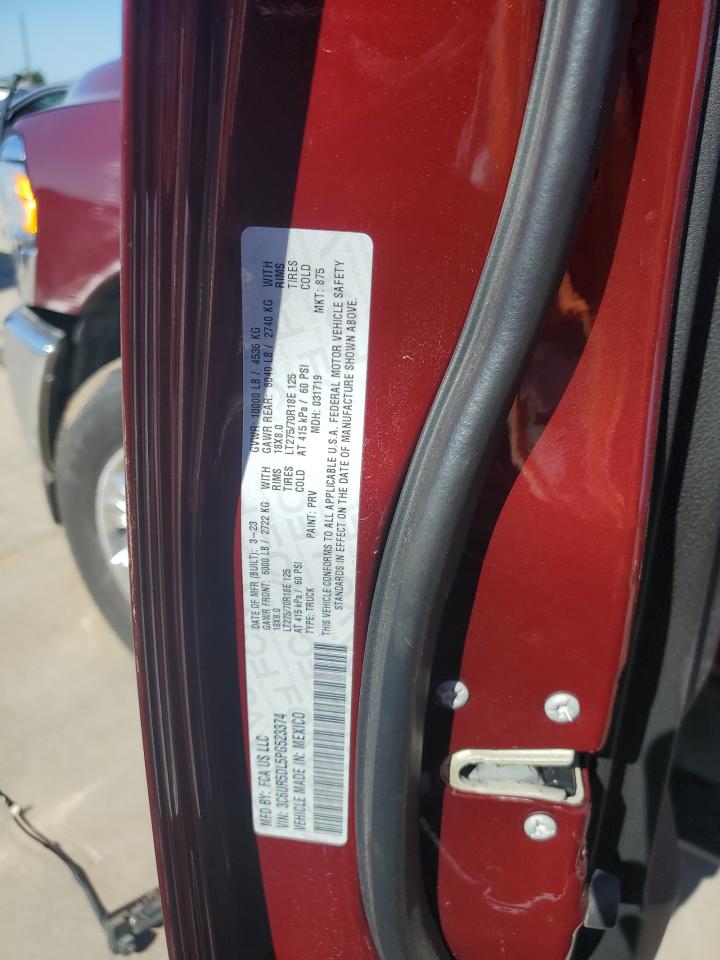 MFD BY: FCA US LLC
DATE OF MFR (BUILT): 3-23
GVWR: 10000 LB / 4536 KG
VIN: 3C6UR5DL5PG523374
GAWR FRONT: 6000 LB / 2722 KG WITH
GAWR REAR: 6040 LB / 2740 KG WITH
VEHICLE MADE IN: MEXICO
18X8.0 RIMS
18X8.0 RIMS
LT275/70R18E 125 TIRES
LT275/70R18E 125 TIRES
AT 415 kPa / 60 PSI COLD
AT 415 kPa / 60 PSI COLD
TYPE: TRUCK PAINT: PRV MDH: 031719 MKT: 875
THIS VEHICLE CONFORMS TO ALL APPLICABLE U.S.A. FEDERAL MOTOR VEHICLE SAFETY
STANDARDS IN EFFECT ON THE DATE OF MANUFACTURE SHOWN ABOVE.